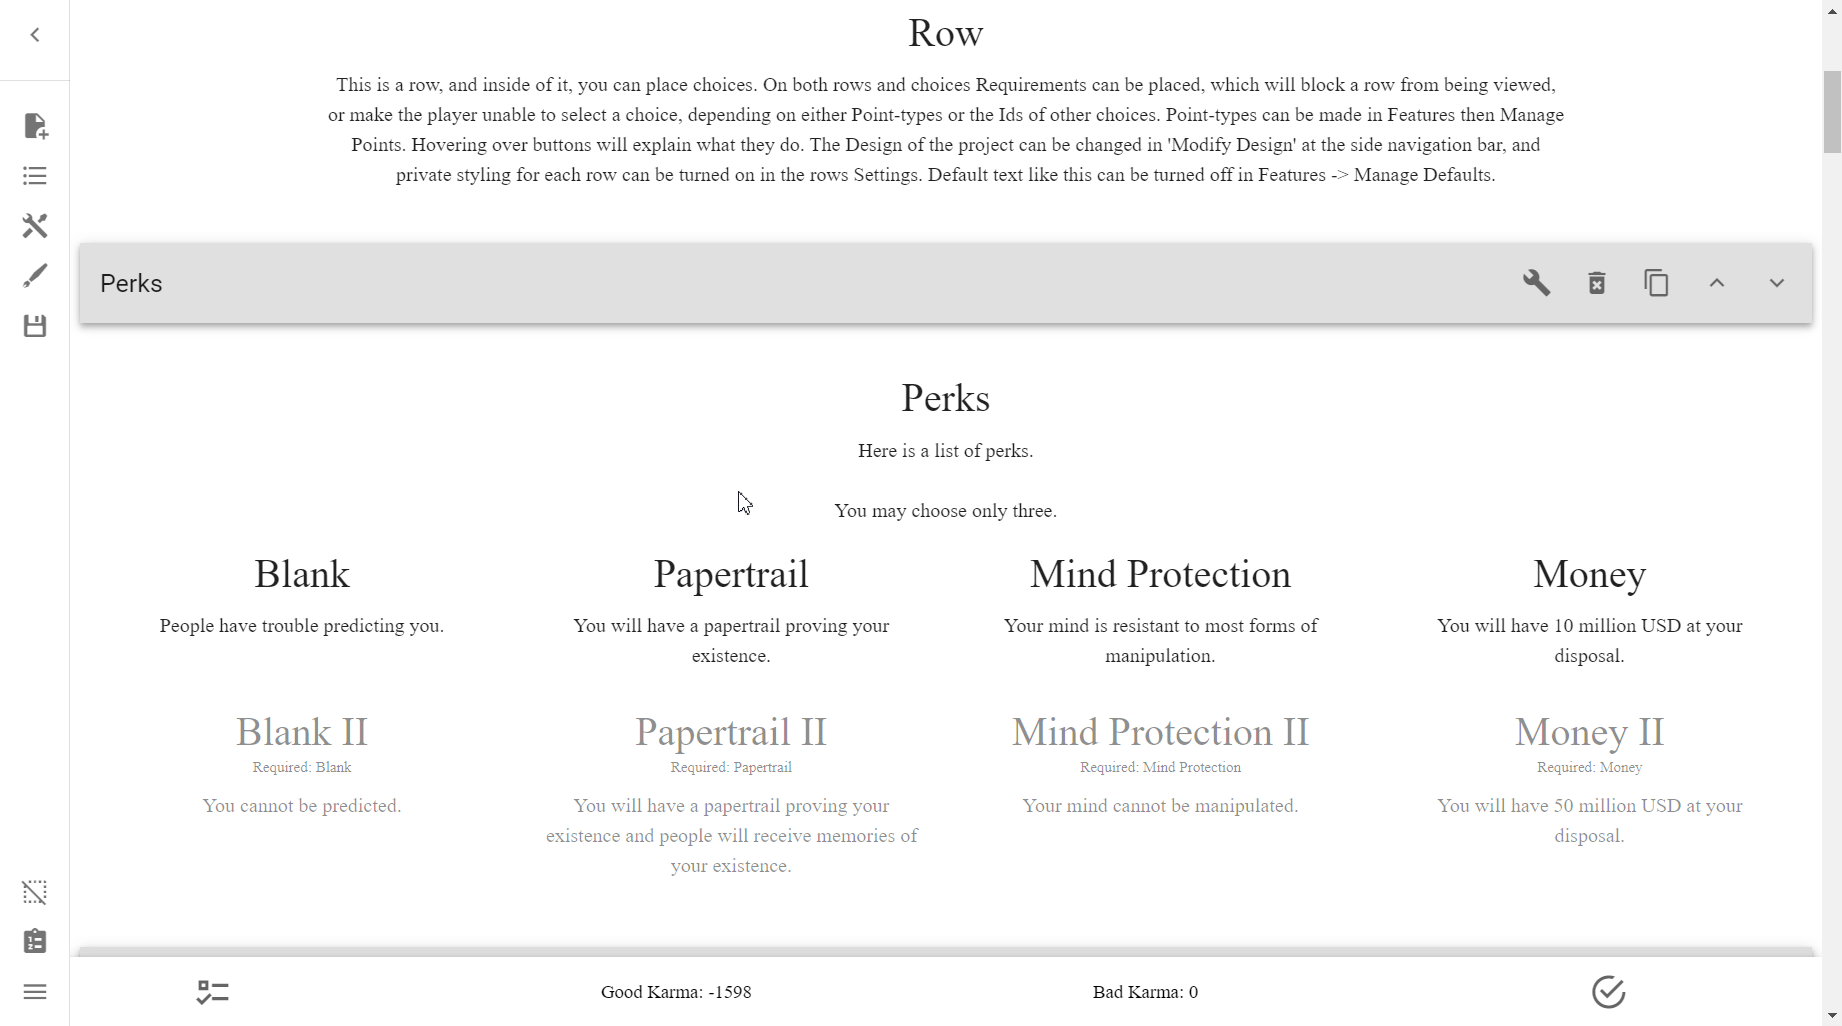 Row
This is a row, and inside of it, you can place choices. On both rows and choices Requirements can be placed, which will block a row from being viewed,
or make the player unable to select a choice, depending on either Point-types or the Ids of other choices. Point-types can be made in Features then Manage
Points. Hovering over buttons will explain what they do. The Design of the project can be changed in 'Modify Design' at the side navigation bar, and
private styling for each row can be turned on in the rows Settings. Default text like this can be turned off in Features -> Manage Defaults.
Perks
Perks
Here is a list of perks.
You may choose only three.
Blank
People have trouble predicting you.
Papertrail
You will have a papertrail proving your
existence.
Mind Protection
Your mind is resistant to most forms of
manipulation.
Money
You will have 10 million USD at your
disposal.
Blank II
Required: Blank
You cannot be predicted.
Papertrail II
Required: Papertrail
You will have a papertrail proving your
existence and people will receive memories of
your existence.
Mind Protection II
Required: Mind Protection
Your mind cannot be manipulated.
Money II
Required: Money
You will have 50 million USD at your
disposal.
Good Karma: -1598
Bad Karma: 0